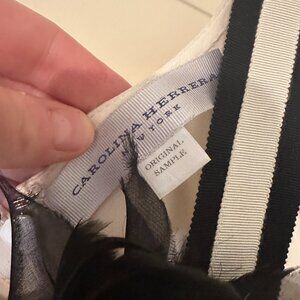 CAROLINA HERRERA
NEW YORK
ORIGINAL
SAMPLE